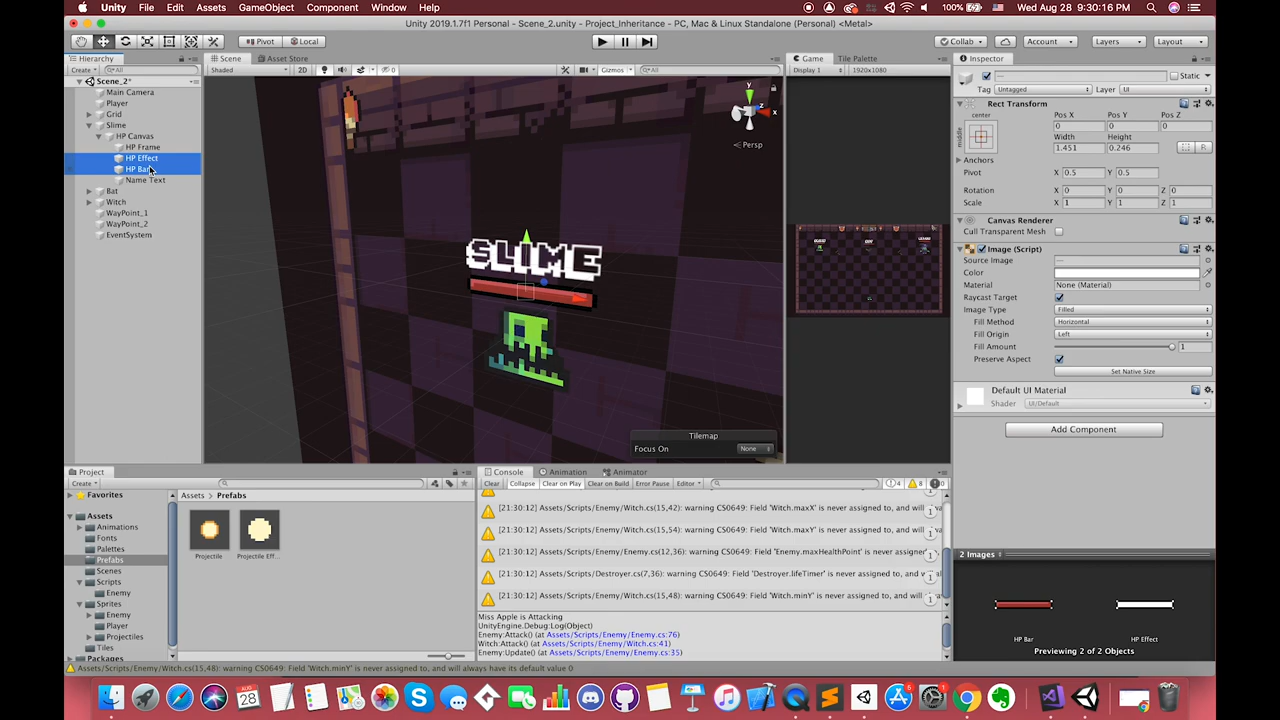 Unity File Edit Assets GameObject Component Window Help 100% Wed Aug 28 9:30:16 PM
Unity 2019.1.7f1 Personal - Scene_2.unity - Project_Inheritance - PC, Mac & Linux Standalone (Personal) <Metal>
Pivot Local Collab Account Layers Layout
Hierarchy Scene Asset Store Game Tile Palette Inspector
Create All Shaded 2D Gizmos All Display 1 1920x1080
Static
Tag Untagged Layer UI
Scene_2*
Main Camera
Player
Grid
Slime
HP Canvas
HP Frame
HP Effect
HP Bar
Name Text
Bat
Witch
WayPoint_1
WayPoint_2
EventSystem
y
z
x
Persp
SLIME
Tilemap
Focus On None
Rect Transform
center Pos X Pos Y Pos Z
middle 0 0 0
Width Height
1.451 0.246
R
Anchors
Pivot X 0.5 Y 0.5
Rotation X 0 Y 0 Z 0
Scale X 1 Y 1 Z 1
Canvas Renderer
Cull Transparent Mesh
Image (Script)
Source Image
Color
Material None (Material)
Raycast Target
Image Type Filled
Fill Method Horizontal
Fill Origin Left
Fill Amount 1
Preserve Aspect
Set Native Size
Default UI Material
Shader UI/Default
Add Component
2 Images
HP Bar HP Effect
Previewing 2 of 2 Objects
Project
Create
Favorites
Assets
Animations
Fonts
Palettes
Prefabs
Scenes
Scripts
Enemy
Sprites
Enemy
Player
Projectiles
Tiles
Packages
Assets Prefabs
Projectile Projectile Eff...
Console Animation Animator
Clear Collapse Clear on Play Clear on Build Error Pause Editor 4 8 0
[21:30:12] Assets/Scripts/Enemy/Witch.cs(15,42): warning CS0649: Field 'Witch.maxX' is never assigned to, and will a 1
[21:30:12] Assets/Scripts/Enemy/Witch.cs(15,54): warning CS0649: Field 'Witch.maxY' is never assigned to, and will a 1
[21:30:12] Assets/Scripts/Enemy/Enemy.cs(12,36): warning CS0649: Field 'Enemy.maxHealthPoint' is never assigned 1
[21:30:12] Assets/Scripts/Destroyer.cs(7,36): warning CS0649: Field 'Destroyer.lifeTimer' is never assigned to, and w 1
[21:30:12] Assets/Scripts/Enemy/Witch.cs(15,48): warning CS0649: Field 'Witch.minY' is never assigned to, and will a 1
Miss Apple is Attacking
UnityEngine.Debug:Log(Object)
Enemy:Attack() (at Assets/Scripts/Enemy/Enemy.cs:76)
Witch:Attack() (at Assets/Scripts/Enemy/Witch.cs:41)
Enemy:Update() (at Assets/Scripts/Enemy/Enemy.cs:35)
Assets/Scripts/Enemy/Witch.cs(15,48): warning CS0649: Field 'Witch.minY' is never assigned to, and will always have its default value 0